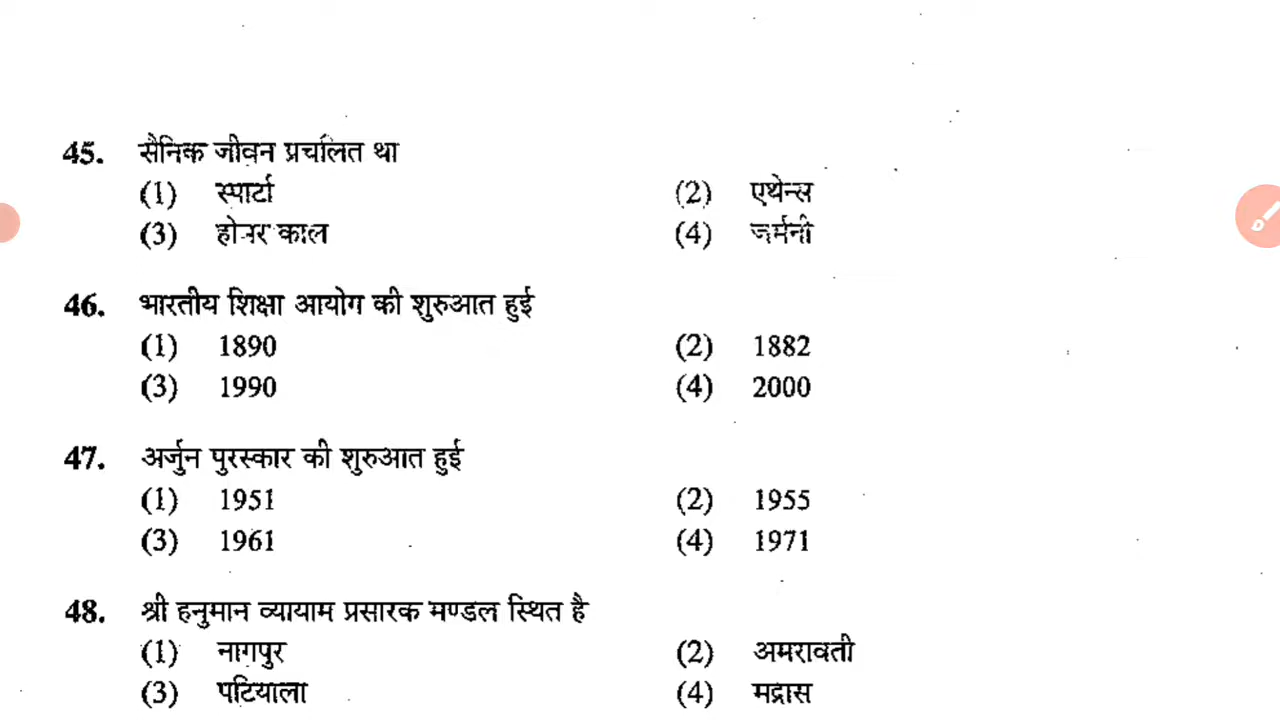 45. सैनिक जीवन प्रचलित था
(1) स्पार्टा (2) एथेन्स
(3) होमर काल (4) जर्मनी
46. भारतीय शिक्षा आयोग की शुरुआत हुई
(1) 1890 (2) 1882
(3) 1990 (4) 2000
47. अर्जुन पुरस्कार की शुरुआत हुई
(1) 1951 (2) 1955
(3) 1961 (4) 1971
48. श्री हनुमान व्यायाम प्रसारक मण्डल स्थित है
(1) नागपुर (2) अमरावती
(3) पटियाला (4) मद्रास